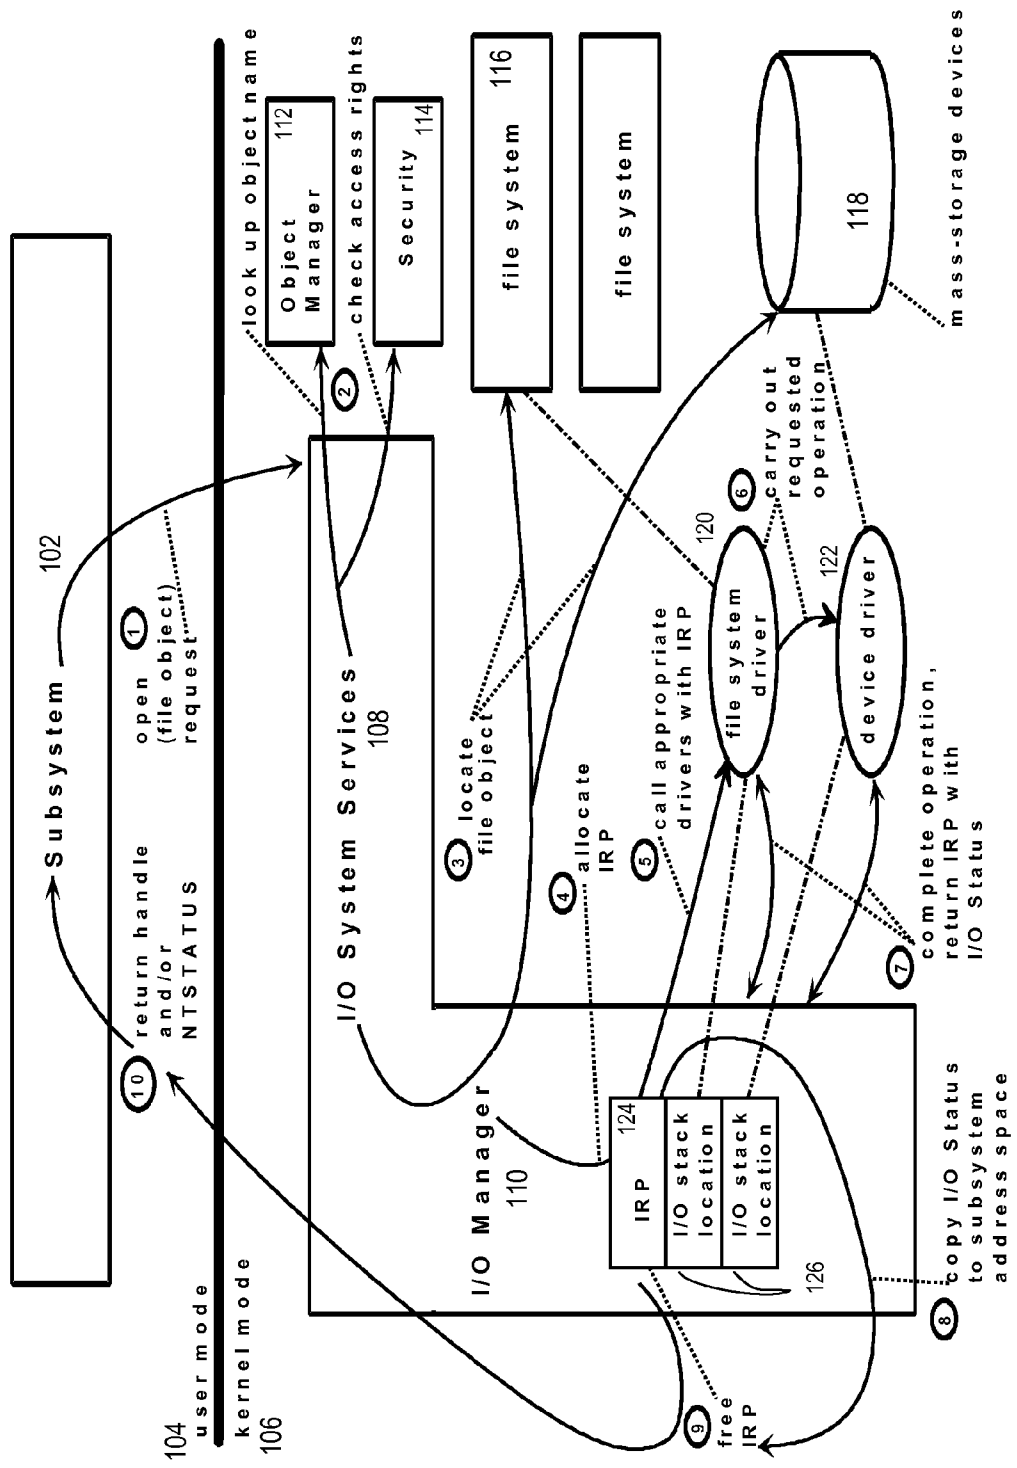 102
Subsystem
1
open
(file object)
request
10
return handle
and/or
NTSTATUS
104
user mode
kernel mode
106
look up object name
Object
Manager
112
2
check access rights
Security
114
I/O System Services
108
file system
116
file system
3
locate
file object
118
mass-storage devices
4
allocate
IRP
5
call appropriate
drivers with IRP
6
carry out
requested
operation
120
file system
driver
122
device driver
7
complete operation,
return IRP with
I/O Status
I/O Manager
110
IRP
124
I/O stack
location
I/O stack
location
126
8
copy I/O Status
to subsystem
address space
9
free
IRP